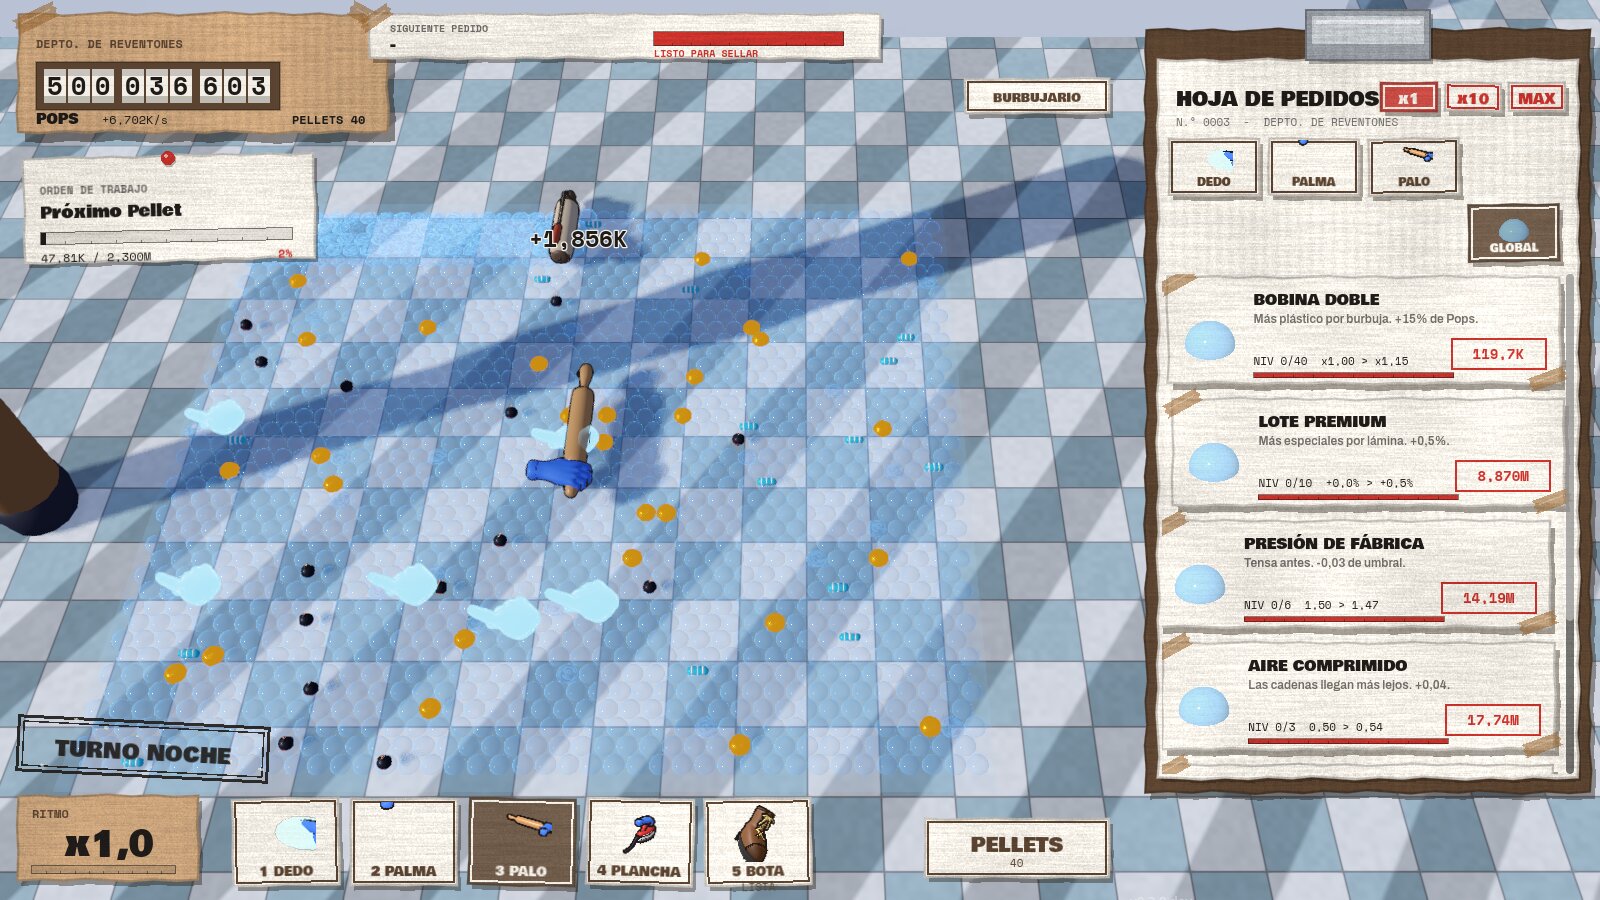 DEPTO. DE REVENTONES
500 036 603
POPS +6,702K/s PELLETS 40
SIGUIENTE PEDIDO
-
LISTO PARA SELLAR
BURBUJARIO
ORDEN DE TRABAJO
Próximo Pellet
47,81K / 2,300M 2%
+1,856K
TURNO NOCHE
RITMO
x1,0
1 DEDO
2 PALMA
3 PALO
4 PLANCHA
5 BOTA
LISTA
PELLETS
40
HOJA DE PEDIDOS x1 x10 MAX
N.° 0003 - DEPTO. DE REVENTONES
DEDO
PALMA
PALO
GLOBAL
BOBINA DOBLE
Más plástico por burbuja. +15% de Pops.
NIV 0/40 x1,00 > x1,15
119,7K
LOTE PREMIUM
Más especiales por lámina. +0,5%.
NIV 0/10 +0,0% > +0,5%
8,870M
PRESIÓN DE FÁBRICA
Tensa antes. -0,03 de umbral.
NIV 0/6 1,50 > 1,47
14,19M
AIRE COMPRIMIDO
Las cadenas llegan más lejos. +0,04.
NIV 0/3 0,50 > 0,54
17,74M